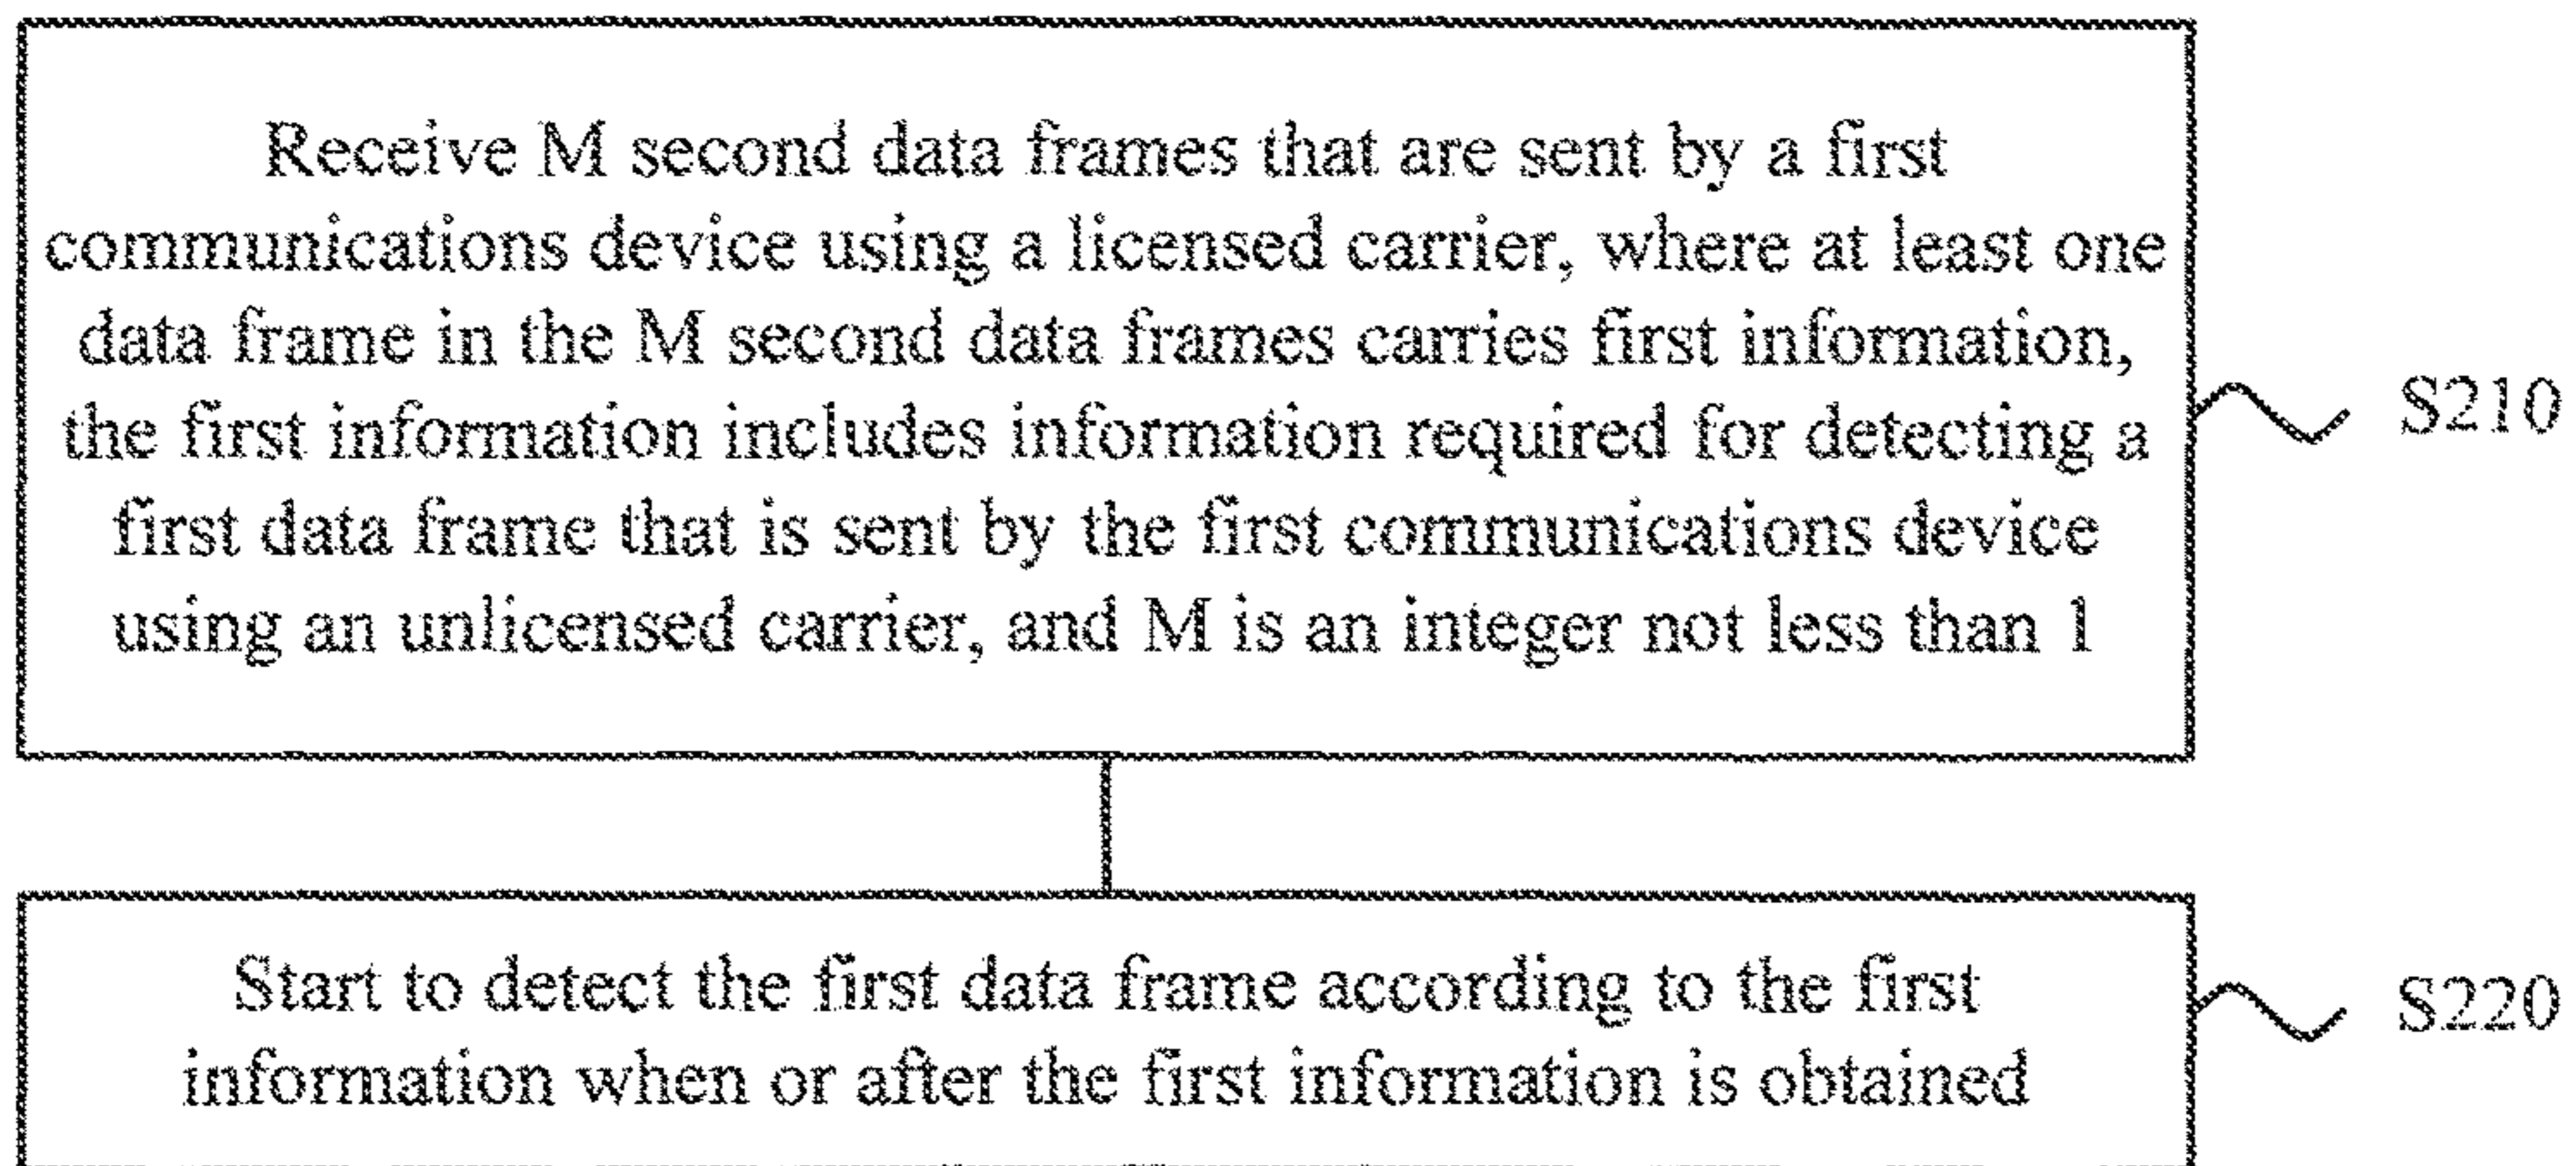 Receive M second data frames that are sent by a first
communications device using a licensed carrier, where at least one
data frame in the M second data frames carries first information,
the first information includes information required for detecting a
first data frame that is sent by the first communications device
using an unlicensed carrier, and M is an integer not less than 1
S210
Start to detect the first data frame according to the first
information when or after the first information is obtained
S220